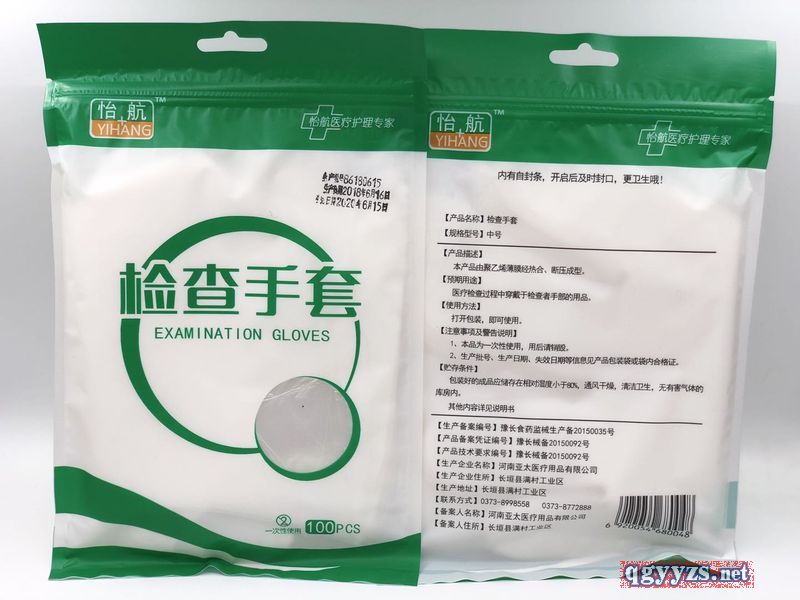 怡航
YIHANG
TM
怡航医疗护理专家
生产批号B6180615
生产日期2018年6月16日
失效日期2020年6月15日
检查手套
EXAMINATION GLOVES
②
一次性使用
100PCS
怡航
YIHANG
TM
怡航医疗护理专家
内有自封条，开启后及时封口，更卫生哦！
【产品名称】检查手套
【规格型号】中号
【产品描述】
本产品由聚乙烯薄膜经热合、断压成型。
【预期用途】
医疗检查过程中穿戴于检查者手部的用品。
【使用方法】
打开包装，即可使用。
【注意事项及警告说明】
1、本品为一次性使用，用后请销毁。
2、生产批号、生产日期、失效日期等信息见产品包装袋或袋内合格证。
【贮存条件】
包装好的成品应储存在相对湿度小于80%，通风干燥，清洁卫生，无有害气体的
库房内。
其他内容详见说明书
【生产备案编号】豫长食药监械生产备20150035号
【产品备案凭证编号】豫长械备20150092号
【产品技术要求编号】豫长械备20150092号
【生产企业名称】河南亚太医疗用品有限公司
【生产企业住所】长垣县满村工业区
【生产地址】长垣县满村工业区
【联系方式】0373-8998558 0373-8772888
【备案人名称】河南亚太医疗用品有限公司
【备案人住所】长垣县满村工业区
6 920054 680048
qgyyzs.net